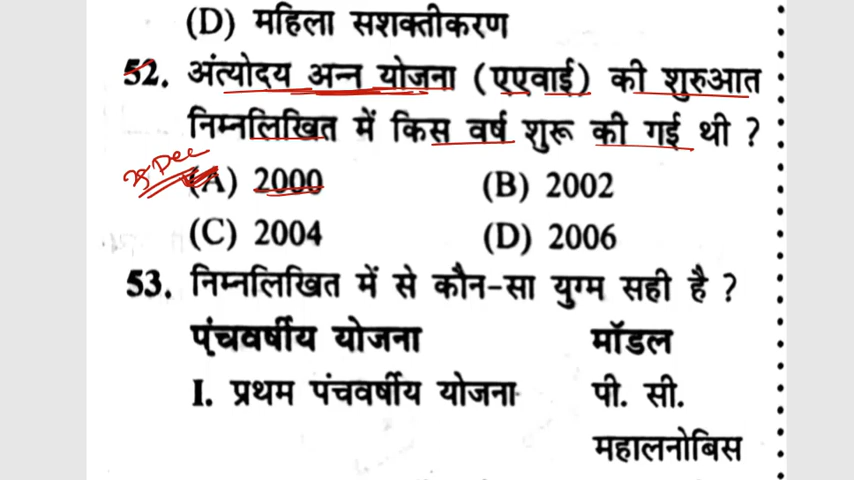 (D) महिला सशक्तीकरण
52. अंत्योदय अन्न योजना (एएवाई) की शुरुआत
निम्नलिखित में किस वर्ष शुरू की गई थी ?
25 Dec
(A) 2000 (B) 2002
(C) 2004 (D) 2006
53. निम्नलिखित में से कौन-सा युग्म सही है ?
पंचवर्षीय योजना मॉडल
I. प्रथम पंचवर्षीय योजना पी. सी.
महालनोबिस